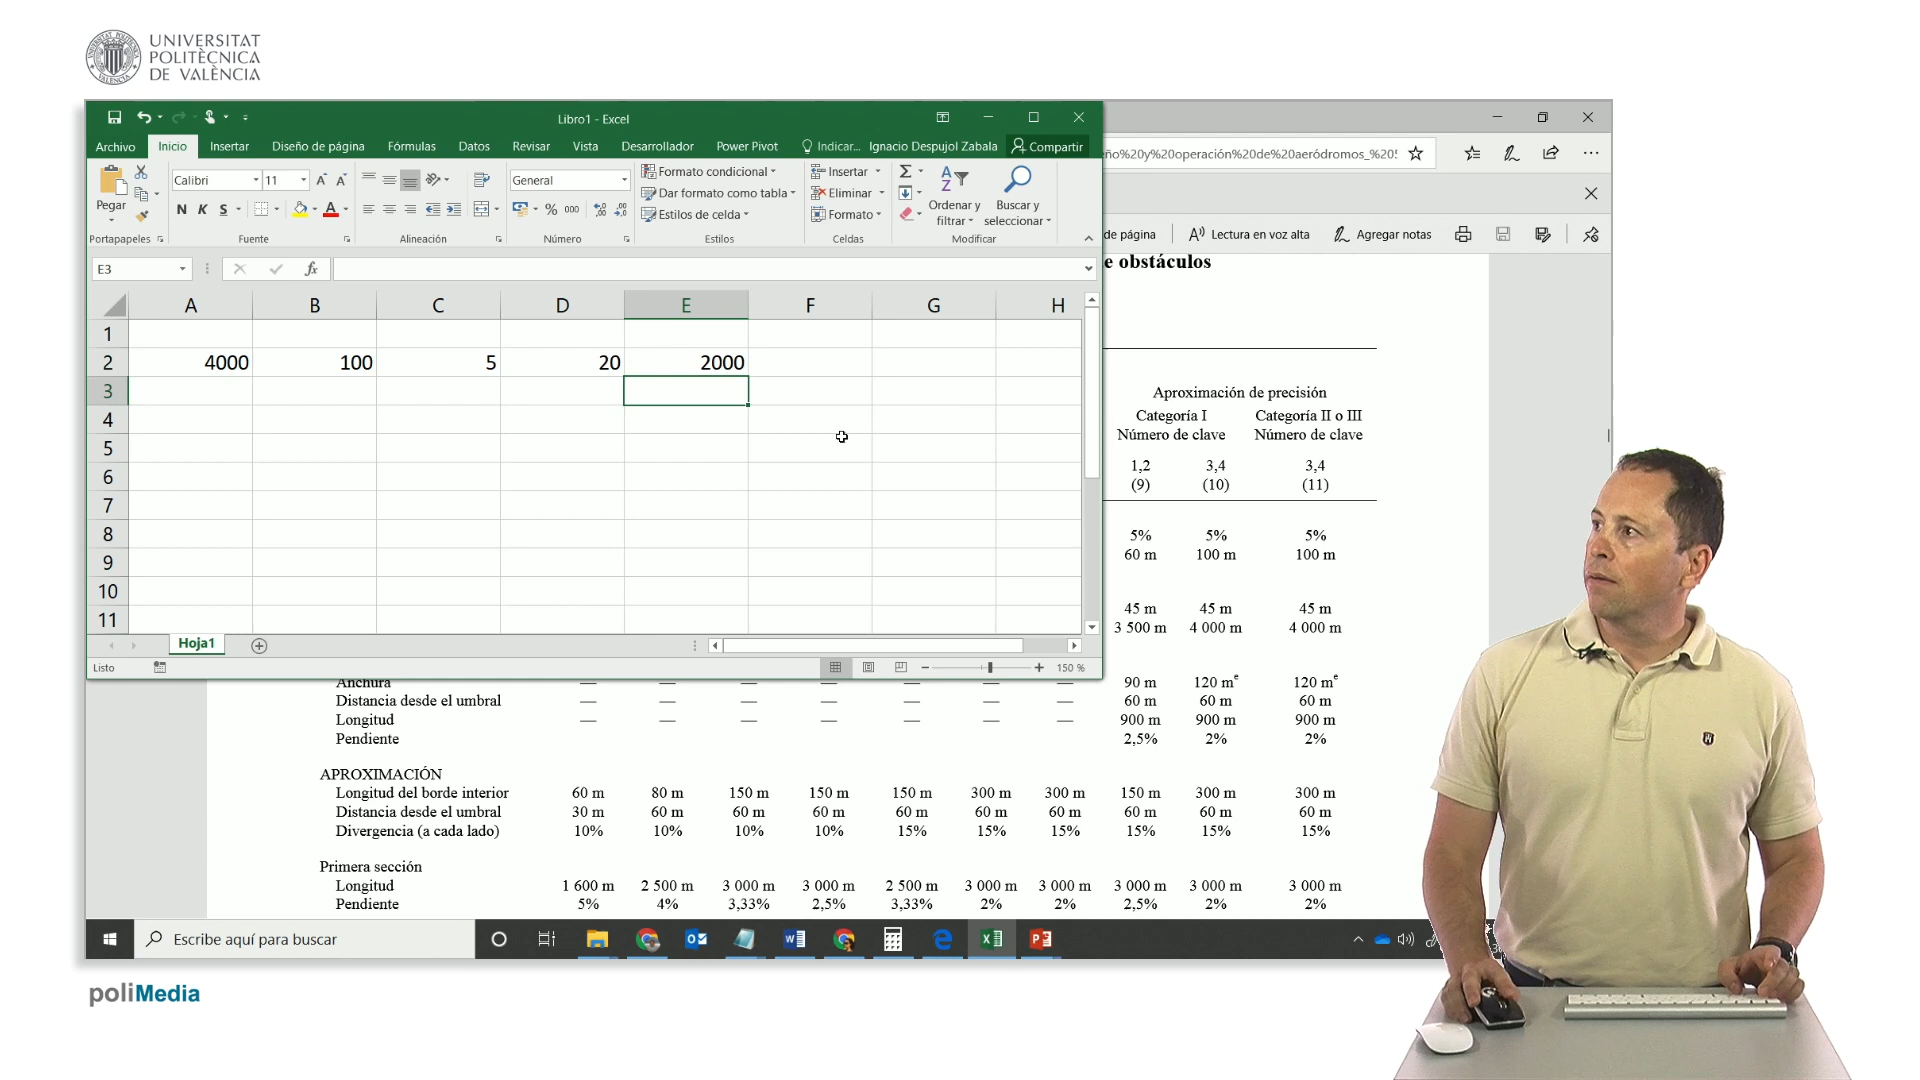 UNIVERSITAT
POLITÈCNICA
DE VALÈNCIA
Libro1 - Excel
Archivo Inicio Insertar Diseño de página Fórmulas Datos Revisar Vista Desarrollador Power Pivot Indicar... Ignacio Despujol Zabala Compartir
Pegar
Calibri 11
N K S
General
% 000
Formato condicional
Dar formato como tabla
Estilos de celda
Insertar
Eliminar
Formato
Ordenar y filtrar
Buscar y seleccionar
Portapapeles Fuente Alineación Número Estilos Celdas Modificar
E3 fx
A B C D E F G H
1
2 4000 100 5 20 2000
3
4
5
6
7
8
9
10
11
Hoja1
Listo 150 %
ño%20y%20operación%20de%20aeródromos_%20!
de página Lectura en voz alta Agregar notas
e obstáculos
Aproximación de precisión
Categoría I Categoría II o III
Número de clave Número de clave
1,2 3,4 3,4
(9) (10) (11)
5% 5% 5%
60 m 100 m 100 m
45 m 45 m 45 m
3 500 m 4 000 m 4 000 m
Anchura — — — — — — — 90 m 120 mᵉ 120 mᵉ
Distancia desde el umbral — — — — — — — 60 m 60 m 60 m
Longitud — — — — — — — 900 m 900 m 900 m
Pendiente 2,5% 2% 2%
APROXIMACIÓN
Longitud del borde interior 60 m 80 m 150 m 150 m 150 m 300 m 300 m 150 m 300 m 300 m
Distancia desde el umbral 30 m 60 m 60 m 60 m 60 m 60 m 60 m 60 m 60 m 60 m
Divergencia (a cada lado) 10% 10% 10% 10% 15% 15% 15% 15% 15% 15%
Primera sección
Longitud 1 600 m 2 500 m 3 000 m 3 000 m 2 500 m 3 000 m 3 000 m 3 000 m 3 000 m 3 000 m
Pendiente 5% 4% 3,33% 2,5% 3,33% 2% 2% 2,5% 2% 2%
Escribe aquí para buscar
poliMedia